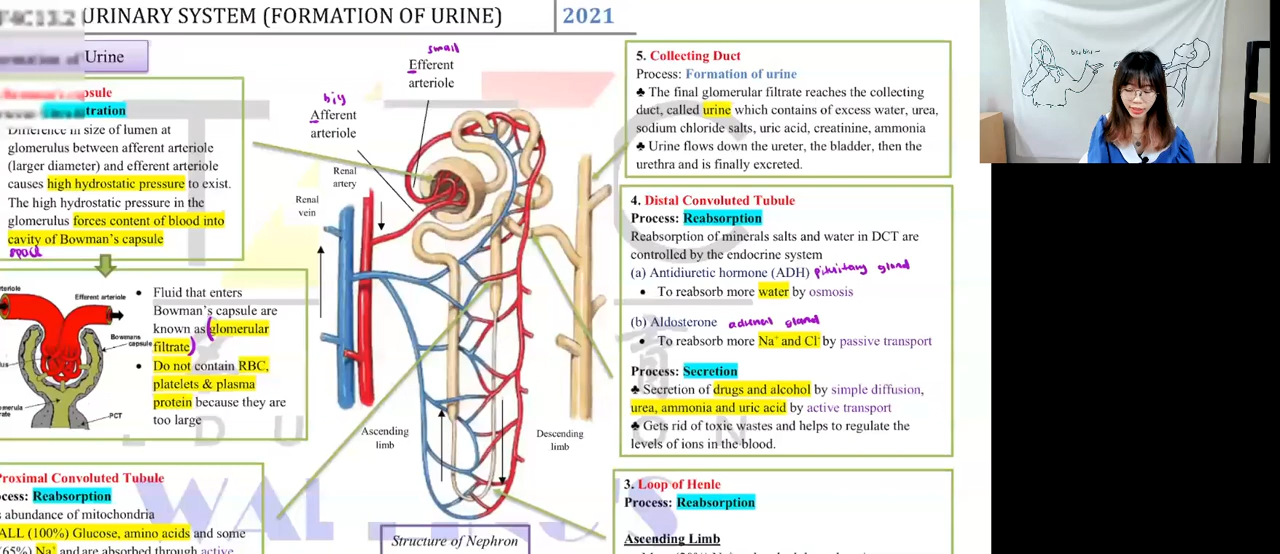 URINARY SYSTEM (FORMATION OF URINE)
2021
Urine
tration
Difference in size of lumen at
glomerulus between afferent arteriole
(larger diameter) and efferent arteriole
causes high hydrostatic pressure to exist.
The high hydrostatic pressure in the
glomerulus forces content of blood into
cavity of Bowman's capsule
space
Efferent arteriole
Bowmans
capsule
PCT
• Fluid that enters
Bowman's capsule are
known as (glomerular
filtrate)
• Do not contain RBC,
platelets & plasma
protein because they are
too large
Proximal Convoluted Tubule
cess: Reabsorption
abundance of mitochondria
ALL (100%) Glucose, amino acids and some
(65%) Na⁺ and are absorbed through active
small
Efferent
arteriole
big
Afferent
arteriole
Renal
artery
Renal
vein
Ascending
limb
Descending
limb
Structure of Nephron
5. Collecting Duct
Process: Formation of urine
♣ The final glomerular filtrate reaches the collecting
duct, called urine which contains of excess water, urea,
sodium chloride salts, uric acid, creatinine, ammonia
♣ Urine flows down the ureter, the bladder, then the
urethra and is finally excreted.
4. Distal Convoluted Tubule
Process: Reabsorption
Reabsorption of minerals salts and water in DCT are
controlled by the endocrine system
(a) Antidiuretic hormone (ADH) pituitary gland
• To reabsorb more water by osmosis
(b) Aldosterone adrenal gland
• To reabsorb more Na⁺ and Cl⁻ by passive transport
Process: Secretion
♣ Secretion of drugs and alcohol by simple diffusion,
urea, ammonia and uric acid by active transport
♣ Gets rid of toxic wastes and helps to regulate the
levels of ions in the blood.
3. Loop of Henle
Process: Reabsorption
Ascending Limb